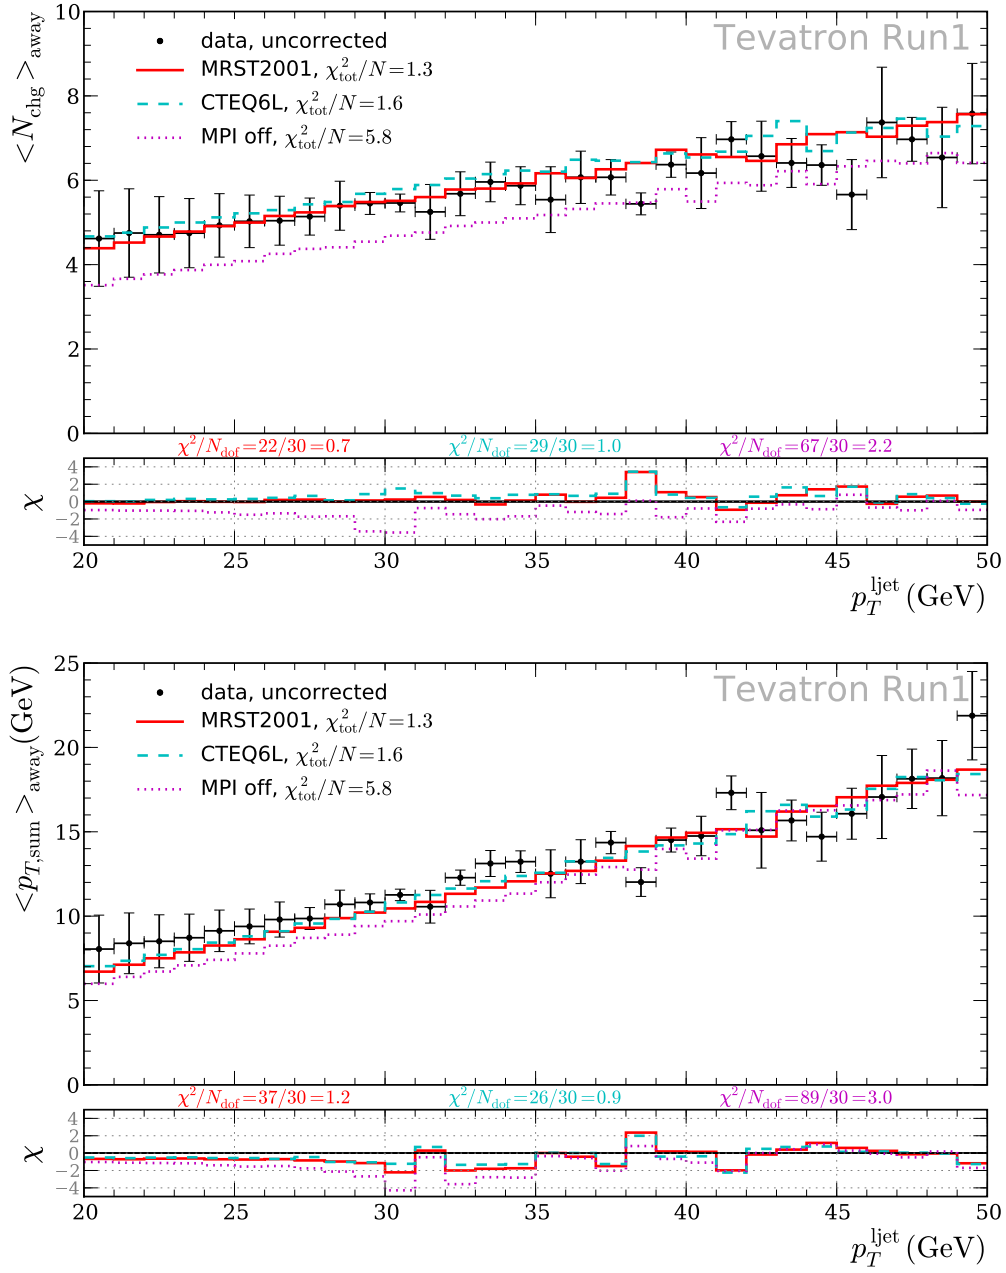 Tevatron Run1
data, uncorrected
MRST2001, χ²_tot/N=1.3
CTEQ6L, χ²_tot/N=1.6
MPI off, χ²_tot/N=5.8
<N_chg>_away
10
8
6
4
2
0
χ²/N_dof=22/30=0.7 χ²/N_dof=29/30=1.0 χ²/N_dof=67/30=2.2
χ
4
2
0
−2
−4
20 25 30 35 40 45 50
p_T^ljet (GeV)
Tevatron Run1
data, uncorrected
MRST2001, χ²_tot/N=1.3
CTEQ6L, χ²_tot/N=1.6
MPI off, χ²_tot/N=5.8
<p_T,sum>_away(GeV)
25
20
15
10
5
0
χ²/N_dof=37/30=1.2 χ²/N_dof=26/30=0.9 χ²/N_dof=89/30=3.0
χ
4
2
0
−2
−4
20 25 30 35 40 45 50
p_T^ljet (GeV)